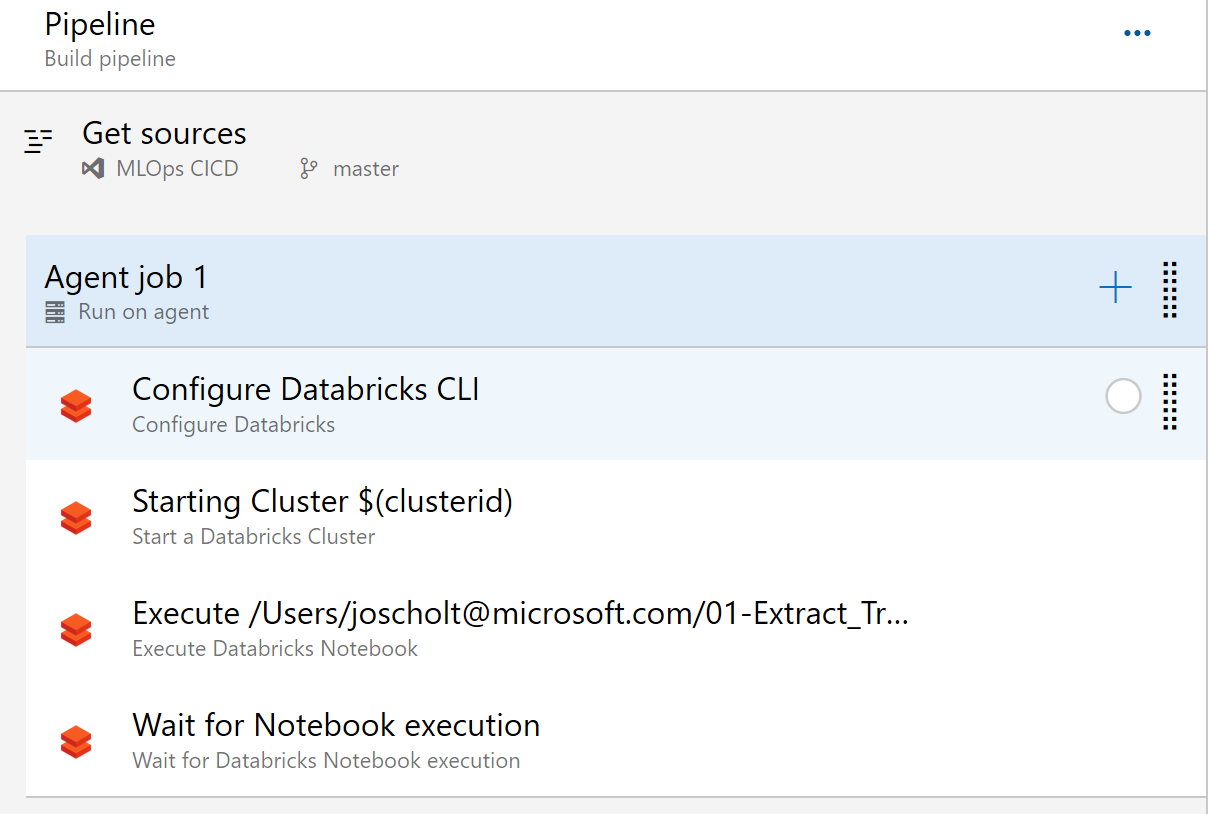 Pipeline
Build pipeline
Get sources
MLOps CICD master
Agent job 1
Run on agent
Configure Databricks CLI
Configure Databricks
Starting Cluster $(clusterid)
Start a Databricks Cluster
Execute /Users/joscholt@microsoft.com/01-Extract_Tr...
Execute Databricks Notebook
Wait for Notebook execution
Wait for Databricks Notebook execution